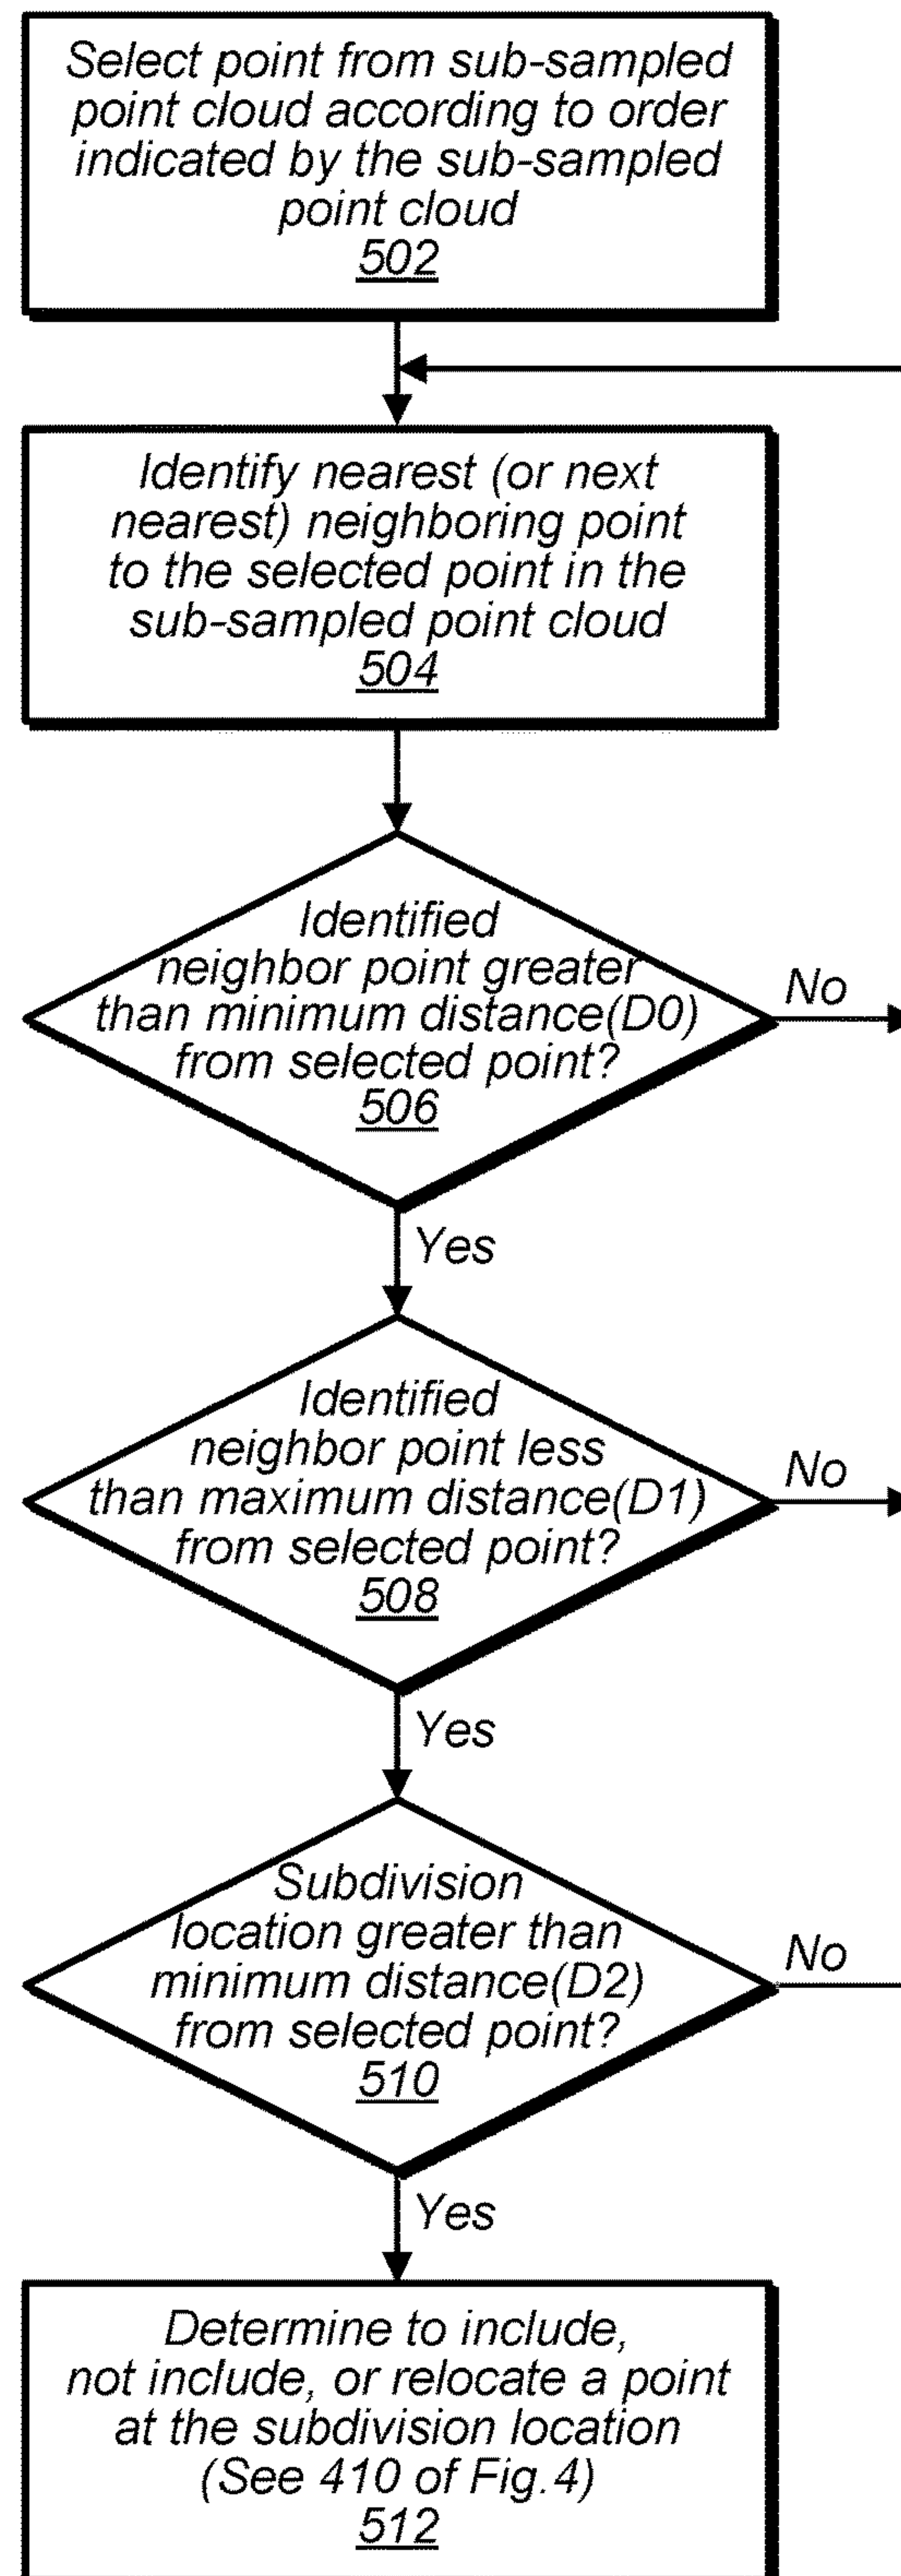 Select point from sub-sampled
point cloud according to order
indicated by the sub-sampled
point cloud
502
Identify nearest (or next
nearest) neighboring point
to the selected point in the
sub-sampled point cloud
504
Identified
neighbor point greater
than minimum distance(D0)
from selected point?
506
No
Yes
Identified
neighbor point less
than maximum distance(D1)
from selected point?
508
No
Yes
Subdivision
location greater than
minimum distance(D2)
from selected point?
510
No
Yes
Determine to include,
not include, or relocate a point
at the subdivision location
(See 410 of Fig.4)
512